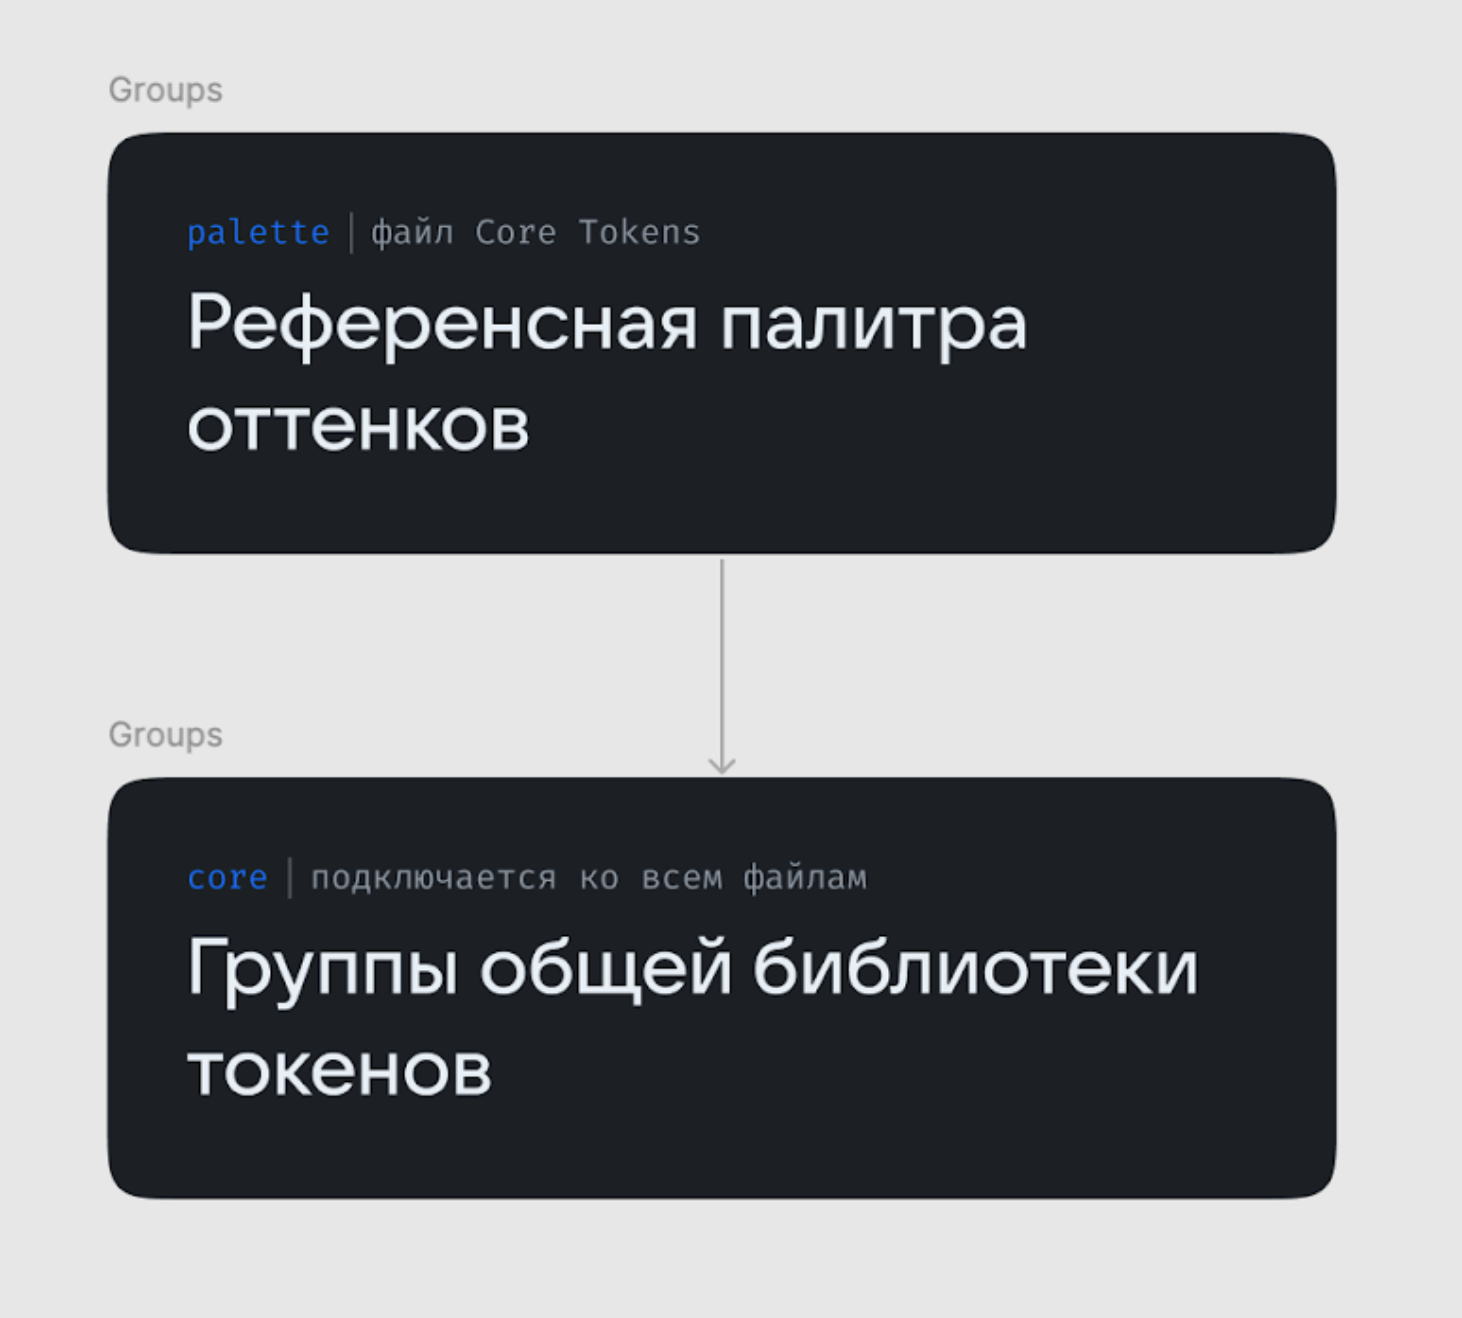 Groups
palette | файл Core Tokens
Референсная палитра
оттенков
Groups
core | подключается ко всем файлам
Группы общей библиотеки
токенов